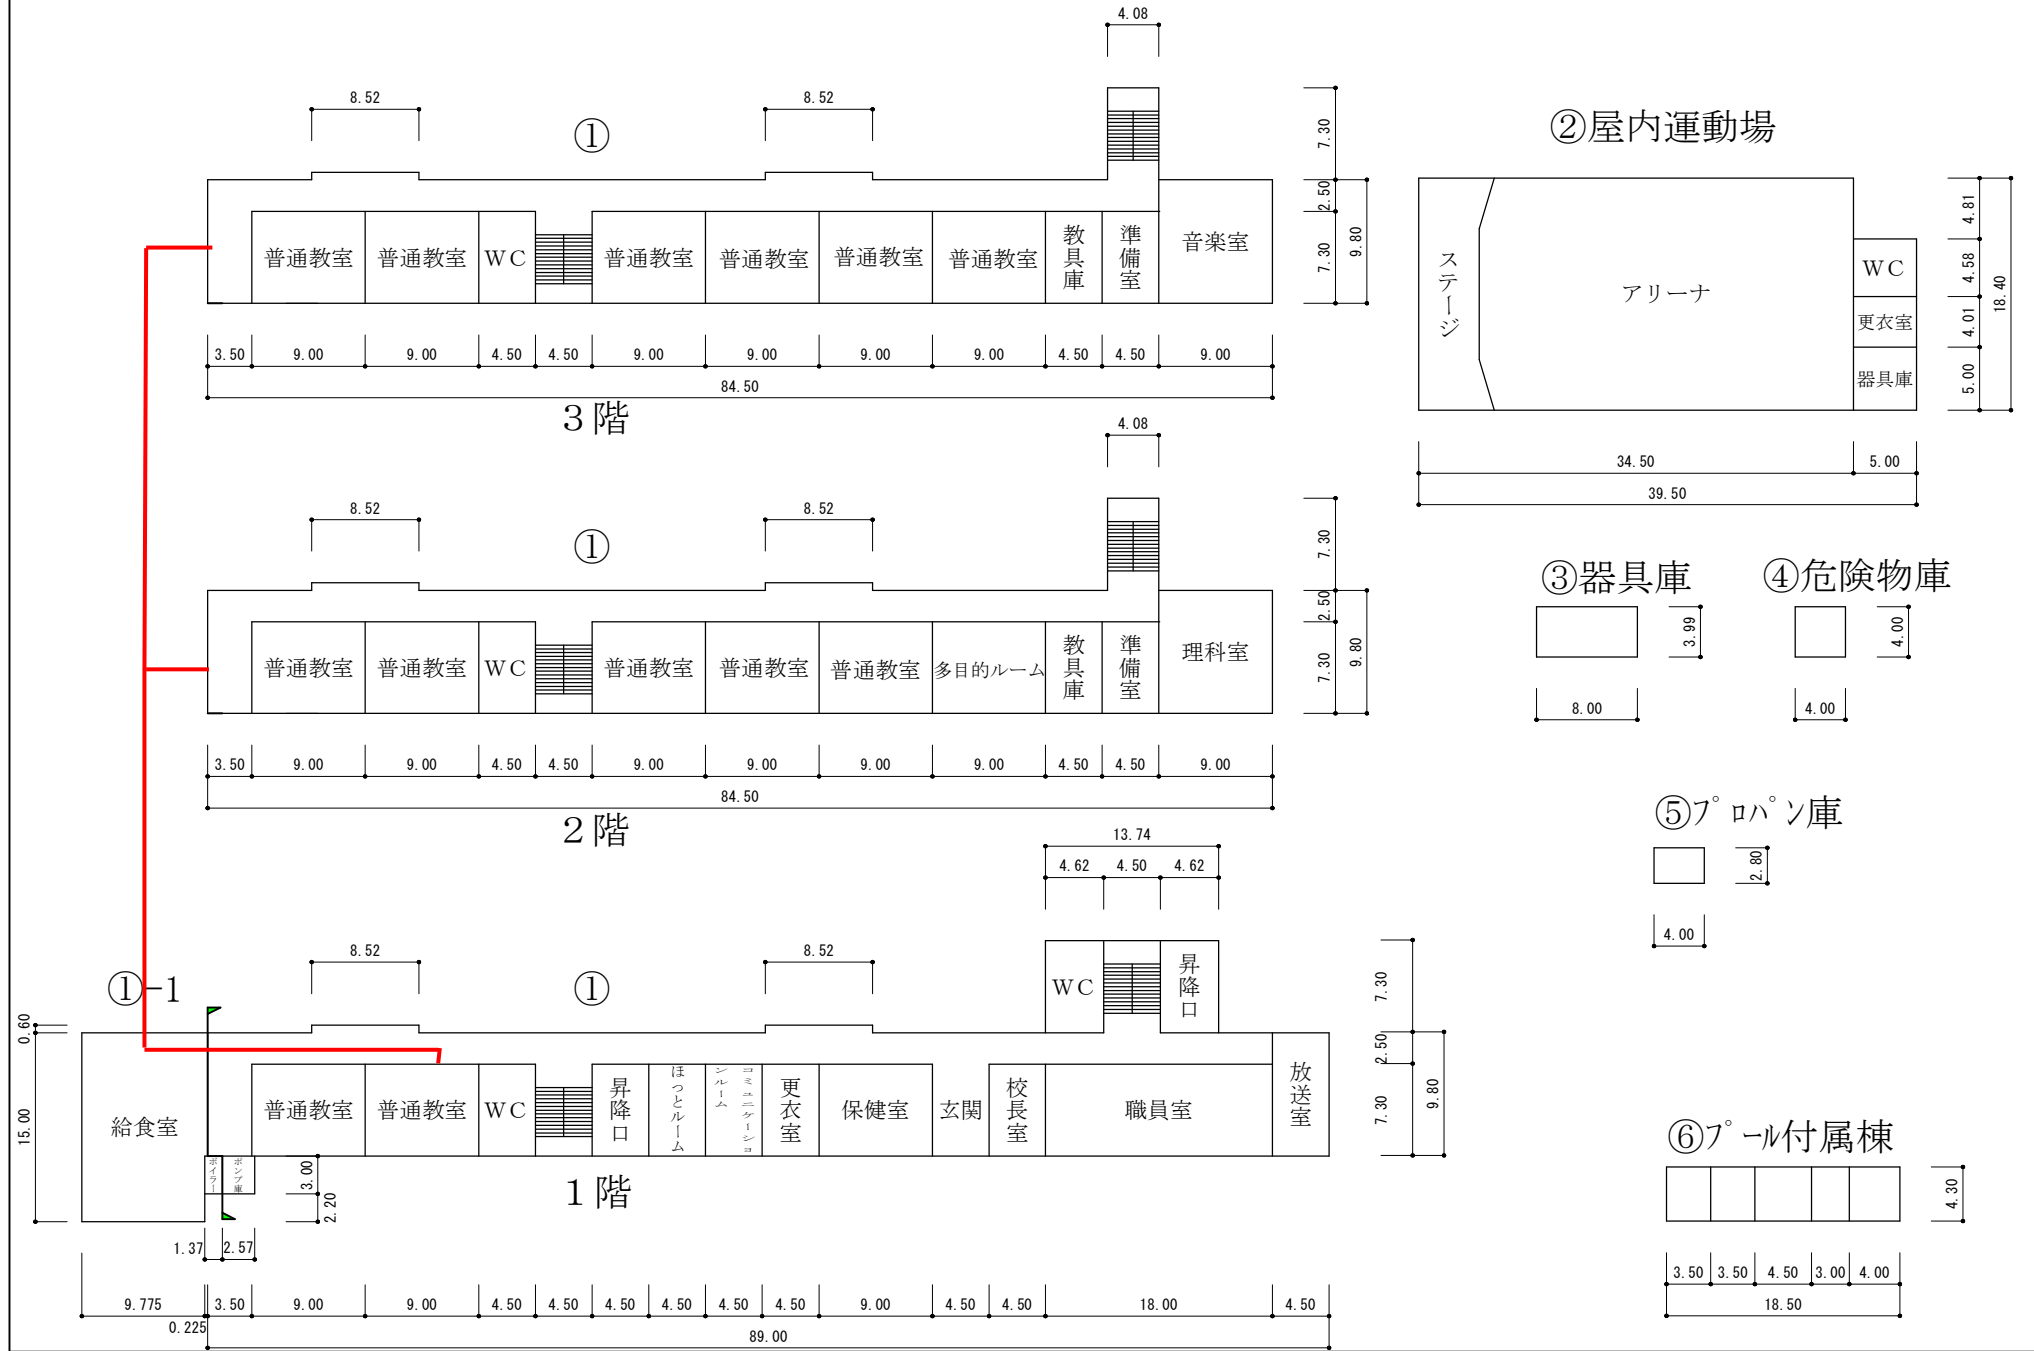 4.08
8.52
8.52
①
7.30
2.50
7.30
9.80
普通教室
普通教室
WC
普通教室
普通教室
普通教室
普通教室
教具庫
準備室
音楽室
3.50
9.00
9.00
4.50
4.50
9.00
9.00
9.00
9.00
4.50
4.50
9.00
84.50
3階
②屋内運動場
ステージ
アリーナ
WC
更衣室
器具庫
4.81
4.58
4.01
5.00
18.40
34.50
5.00
39.50
4.08
8.52
8.52
①
7.30
2.50
7.30
9.80
普通教室
普通教室
WC
普通教室
普通教室
普通教室
多目的ルーム
教具庫
準備室
理科室
3.50
9.00
9.00
4.50
4.50
9.00
9.00
9.00
9.00
4.50
4.50
9.00
84.50
2階
③器具庫
3.99
8.00
④危険物庫
4.00
4.00
⑤プロパン庫
2.80
4.00
13.74
4.62
4.50
4.62
8.52
8.52
①-1
①
WC
昇降口
7.30
2.50
7.30
9.80
0.60
15.00
給食室
普通教室
普通教室
WC
昇降口
ほっとルーム
コミュニケーションルーム
更衣室
保健室
玄関
校長室
職員室
放送室
ボイラー
ポンプ庫
3.00
2.20
1階
1.37
2.57
9.775
0.225
3.50
9.00
9.00
4.50
4.50
4.50
4.50
4.50
4.50
9.00
4.50
4.50
18.00
4.50
89.00
⑥プール付属棟
4.30
3.50
3.50
4.50
3.00
4.00
18.50